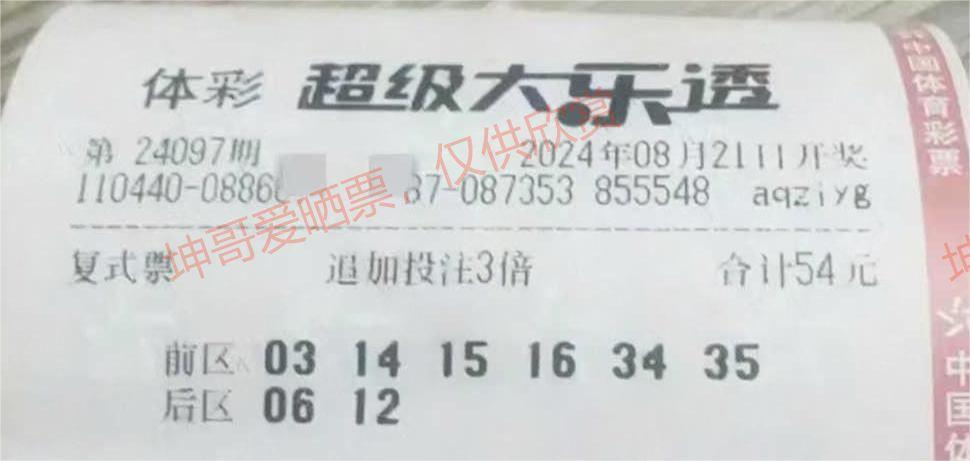 体彩 超级大乐透
第 24097期 2024年08月21日开奖
110440-08860 87-087353 855548 aqziyg
复式票 追加投注3倍 合计54元
前区 03 14 15 16 34 35
后区 06 12
坤哥爱晒票，仅供欣赏
中国体育彩票
中国体
坤